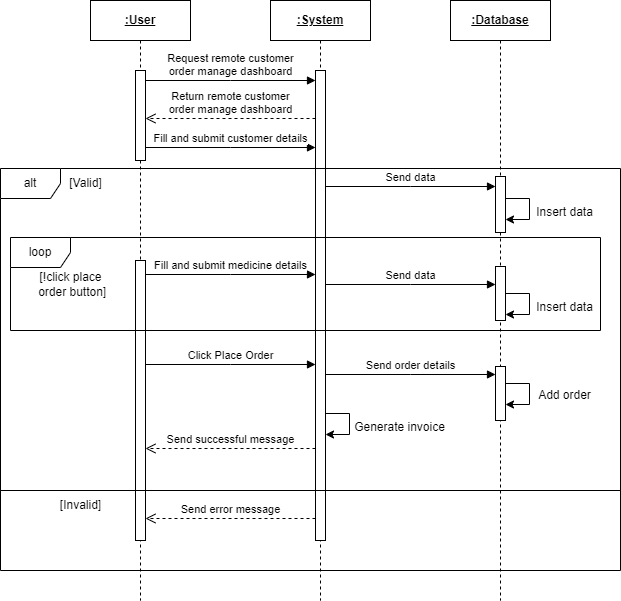 :User
:System
:Database
Request remote customer
order manage dashboard
Return remote customer
order manage dashboard
Fill and submit customer details
alt
[Valid]
Send data
Insert data
loop
[!click place
order button]
Fill and submit medicine details
Send data
Insert data
Click Place Order
Send order details
Add order
Generate invoice
Send successful message
[Invalid]
Send error message